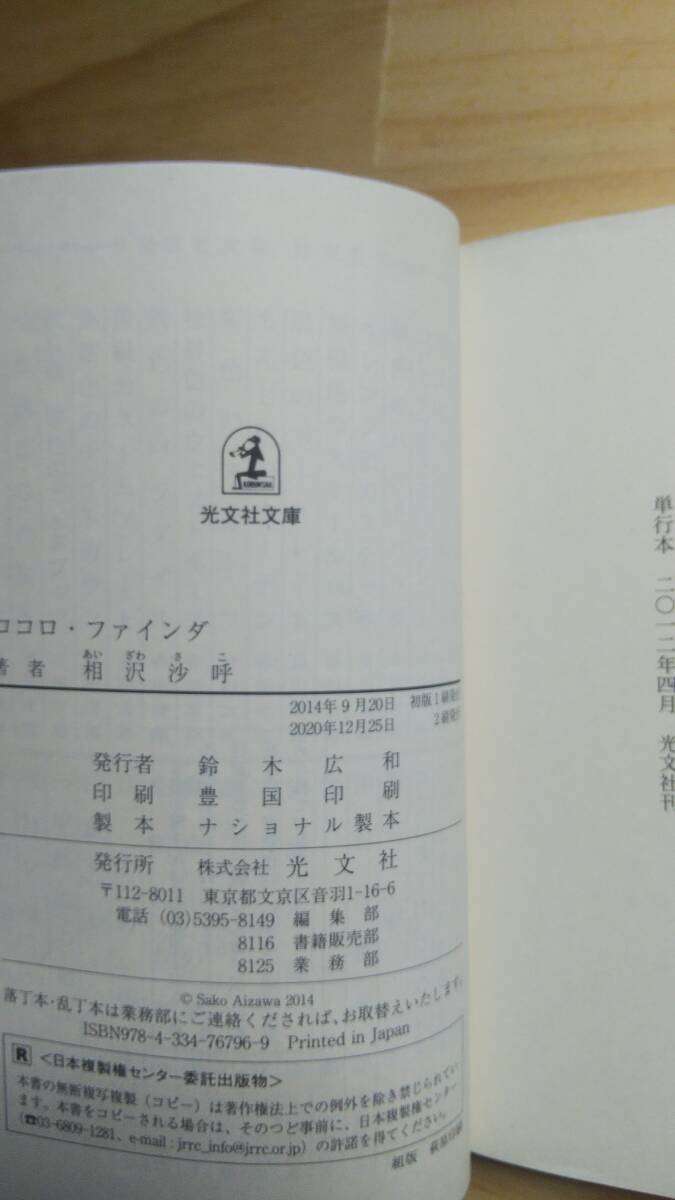 単行本 二〇一二年四月 光文社刊
KOBUNSHA
光文社文庫
ココロ・ファインダ
著者 相沢沙呼
あいざわさこ
2014年9月20日 初版1刷発行
2020年12月25日 2刷発行
発行者 鈴木広和
印刷 豊国印刷
製本 ナショナル製本
発行所 株式会社 光文社
〒112-8011 東京都文京区音羽1-16-6
電話 (03)5395-8149 編集部
8116 書籍販売部
8125 業務部
© Sako Aizawa 2014
落丁本・乱丁本は業務部にご連絡くだされば、お取替えいたします。
ISBN978-4-334-76796-9 Printed in Japan
R <日本複製権センター委託出版物>
本書の無断複写複製（コピー）は著作権法上での例外を除き禁じられてい
ます。本書をコピーされる場合は、そのつど事前に、日本複製権センター
(☎03-6809-1281、e-mail : jrrc_info@jrrc.or.jp)の許諾を得てください。
組版 萩原印刷